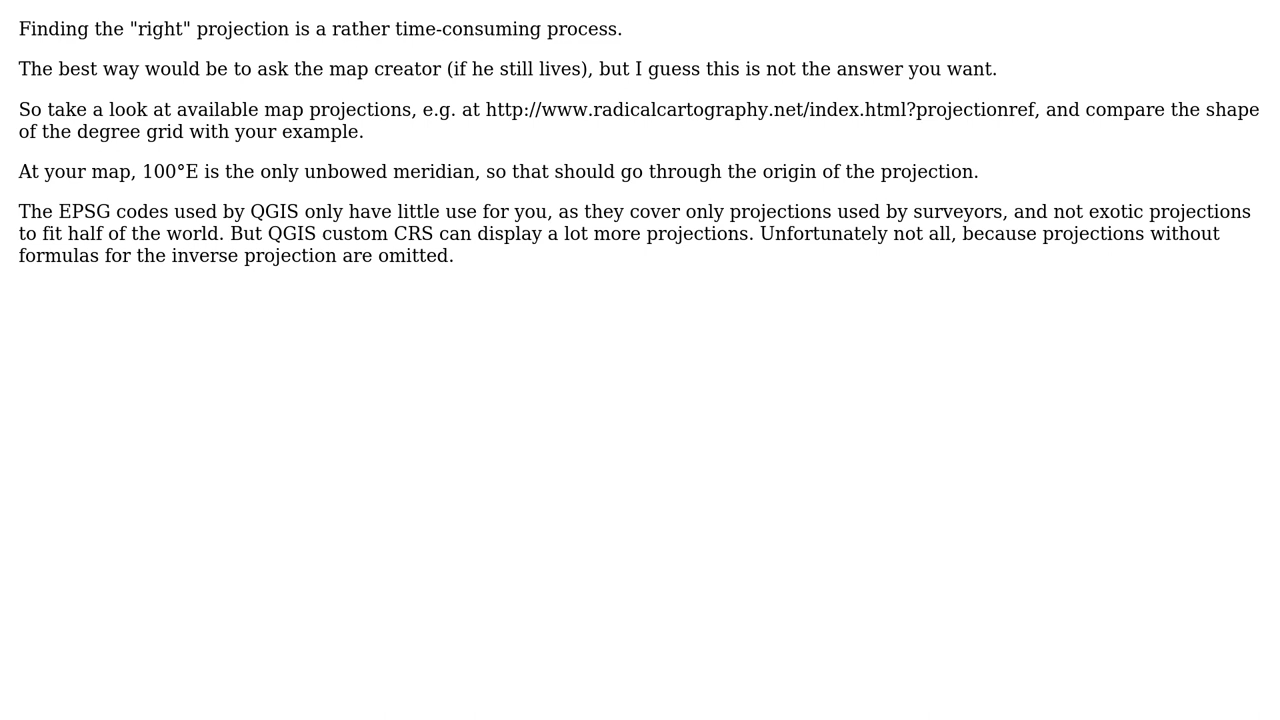 Finding the "right" projection is a rather time-consuming process.
The best way would be to ask the map creator (if he still lives), but I guess this is not the answer you want.
So take a look at available map projections, e.g. at http://www.radicalcartography.net/index.html?projectionref, and compare the shape
of the degree grid with your example.
At your map, 100°E is the only unbowed meridian, so that should go through the origin of the projection.
The EPSG codes used by QGIS only have little use for you, as they cover only projections used by surveyors, and not exotic projections
to fit half of the world. But QGIS custom CRS can display a lot more projections. Unfortunately not all, because projections without
formulas for the inverse projection are omitted.